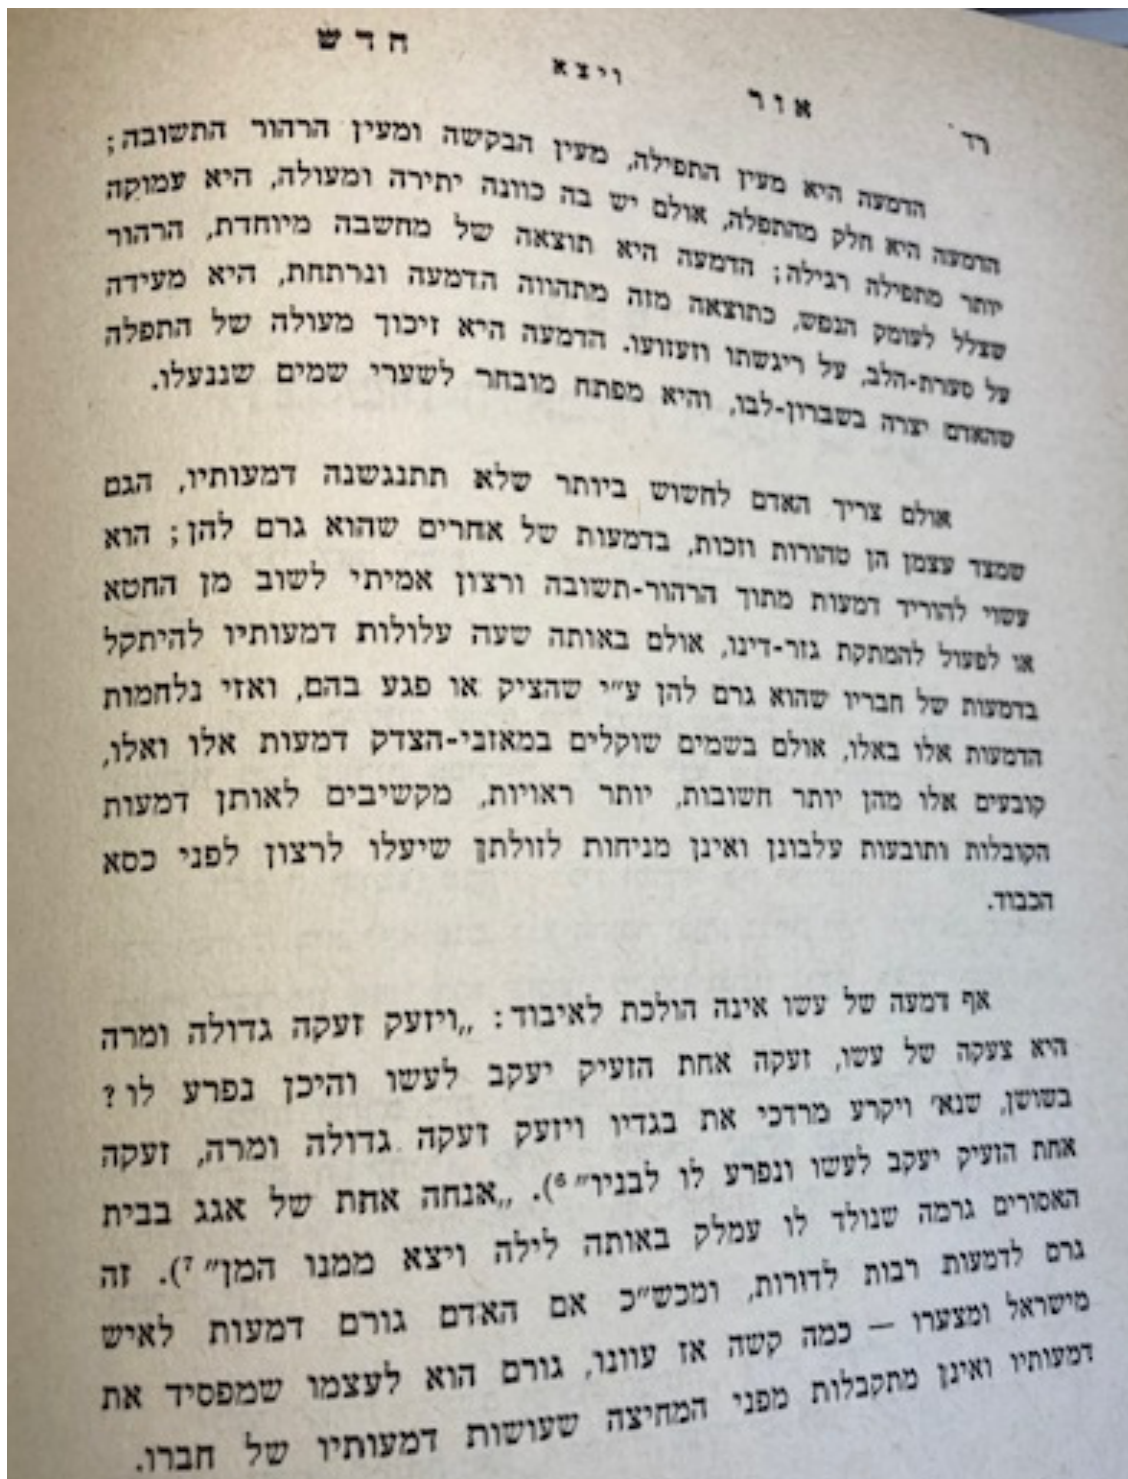 רד אור ויצא חדש
הדמעה היא מעין התפילה, מעין הבקשה ומעין הרהור התשובה;
הדמעה היא חלק מהתפלה, אולם יש בה כוונה יתירה ומעולה, היא עמוקה
יותר מתפילה רגילה; הדמעה היא תוצאה של מחשבה מיוחדת, הרהור
שצלל לעומק הנפש, כתוצאה מזה מתהווה הדמעה ונרתחת, היא מעידה
על סערת-הלב, על ריגשתו וזעזועו. הדמעה היא זיכוך מעולה של התפלה
שהאדם יצרה בשברון-לבו, והיא מפתח מובחר לשערי שמים שננעלו.
אולם צריך האדם לחשוש ביותר שלא תתנגשנה דמעותיו, הגם
שמצד עצמן הן טהורות וזכות, בדמעות של אחרים שהוא גרם להן; הוא
עשוי להוריד דמעות מתוך הרהור-תשובה ורצון אמיתי לשוב מן החטא
או לפעול להמתקת גזר-דינו, אולם באותה שעה עלולות דמעותיו להיתקל
בדמעות של חבריו שהוא גרם להן ע״י שהציק או פגע בהם, ואזי נלחמות
הדמעות אלו באלו, אולם בשמים שוקלים במאזני-הצדק דמעות אלו ואלו,
קובעים אלו מהן יותר חשובות, יותר ראויות, מקשיבים לאותן דמעות
הקובלות ותובעות עלבונן ואינן מניחות לזולתן שיעלו לרצון לפני כסא
הכבוד.
אף דמעה של עשו אינה הולכת לאיבוד: „ויזעק זעקה גדולה ומרה
היא צעקה של עשו, זעקה אחת הזעיק יעקב לעשו והיכן נפרע לו?
בשושן, שנא׳ ויקרע מרדכי את בגדיו ויזעק זעקה גדולה ומרה, זעקה
אחת הזעיק יעקב לעשו ונפרע לו לבניו״ 6). „אנחה אחת של אגג בבית
האסורים גרמה שנולד לו עמלק באותה לילה ויצא ממנו המן״ 7). זה
גרם לדמעות רבות לדורות, ומכש״כ אם האדם גורם דמעות לאיש
מישראל ומצערו — כמה קשה אז עוונו, גורם הוא לעצמו שמפסיד את
דמעותיו ואינן מתקבלות מפני המחיצה שעושות דמעותיו של חברו.